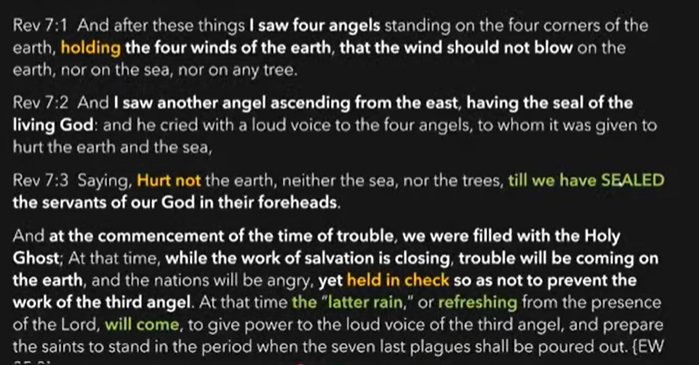 Rev 7:1  And after these things I saw four angels standing on the four corners of the
earth, holding the four winds of the earth, that the wind should not blow on the
earth, nor on the sea, nor on any tree.
Rev 7:2  And I saw another angel ascending from the east, having the seal of the
living God: and he cried with a loud voice to the four angels, to whom it was given to
hurt the earth and the sea,
Rev 7:3  Saying, Hurt not the earth, neither the sea, nor the trees, till we have SEALED
the servants of our God in their foreheads.
And at the commencement of the time of trouble, we were filled with the Holy
Ghost; At that time, while the work of salvation is closing, trouble will be coming on
the earth, and the nations will be angry, yet held in check so as not to prevent the
work of the third angel. At that time the "latter rain," or refreshing from the presence
of the Lord, will come, to give power to the loud voice of the third angel, and prepare
the saints to stand in the period when the seven last plagues shall be poured out. {EW